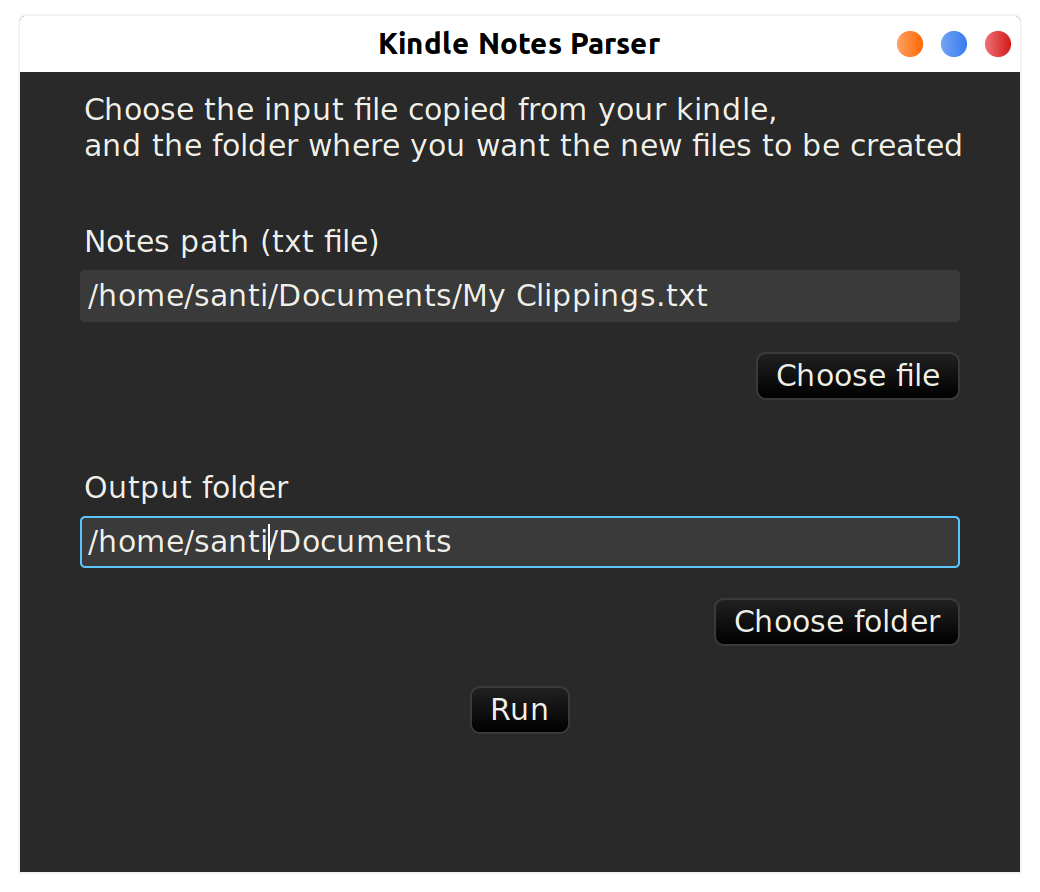 Kindle Notes Parser
Choose the input file copied from your kindle,
and the folder where you want the new files to be created
Notes path (txt file)
/home/santi/Documents/My Clippings.txt
Choose file
Output folder
/home/santi/Documents
Choose folder
Run